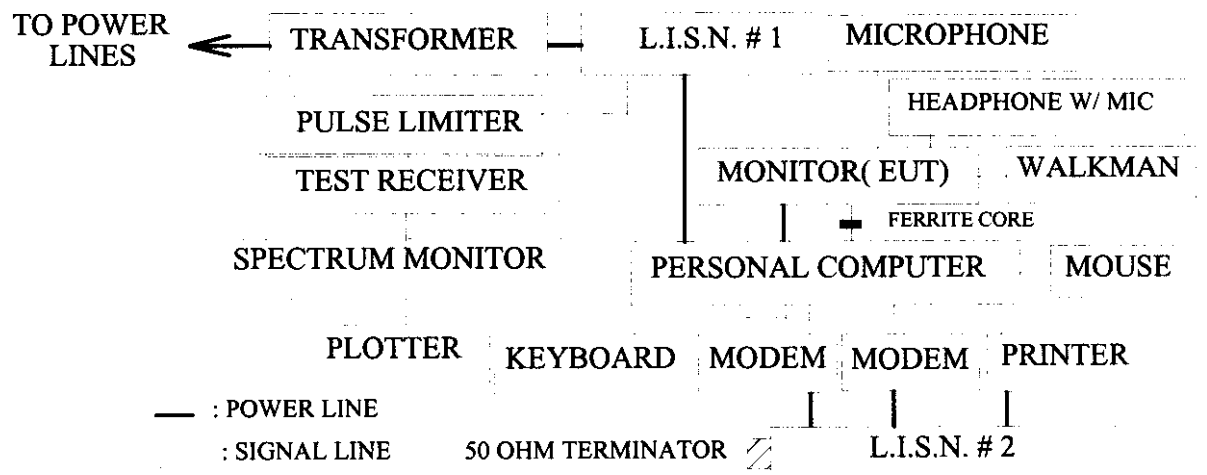 TO POWER
LINES
TRANSFORMER
L.I.S.N. # 1
MICROPHONE
HEADPHONE W/ MIC
PULSE LIMITER
TEST RECEIVER
MONITOR( EUT)
WALKMAN
FERRITE CORE
SPECTRUM MONITOR
PERSONAL COMPUTER
MOUSE
PLOTTER
KEYBOARD
MODEM
MODEM
PRINTER
: POWER LINE
: SIGNAL LINE
50 OHM TERMINATOR
L.I.S.N. # 2